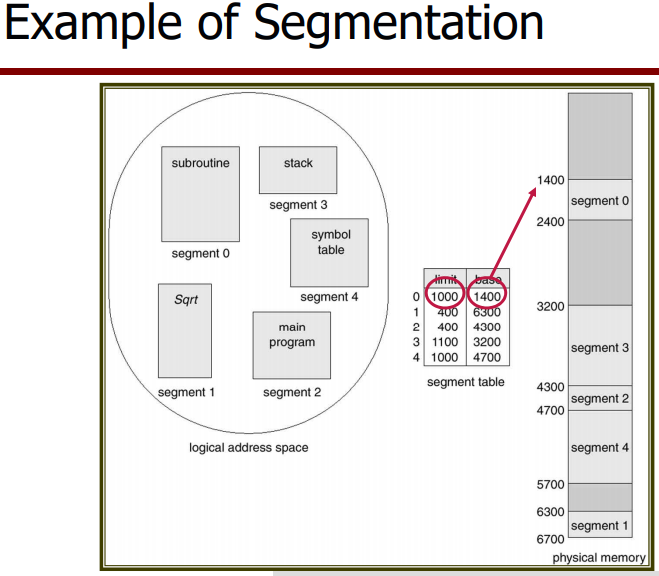 Example of Segmentation
subroutine
segment 0
stack
segment 3
symbol
table
segment 4
Sqrt
segment 1
main
program
segment 2
logical address space
limit base
0 1000 1400
1 400 6300
2 400 4300
3 1100 3200
4 1000 4700
segment table
1400
segment 0
2400
3200
segment 3
4300
segment 2
4700
segment 4
5700
6300
segment 1
6700
physical memory